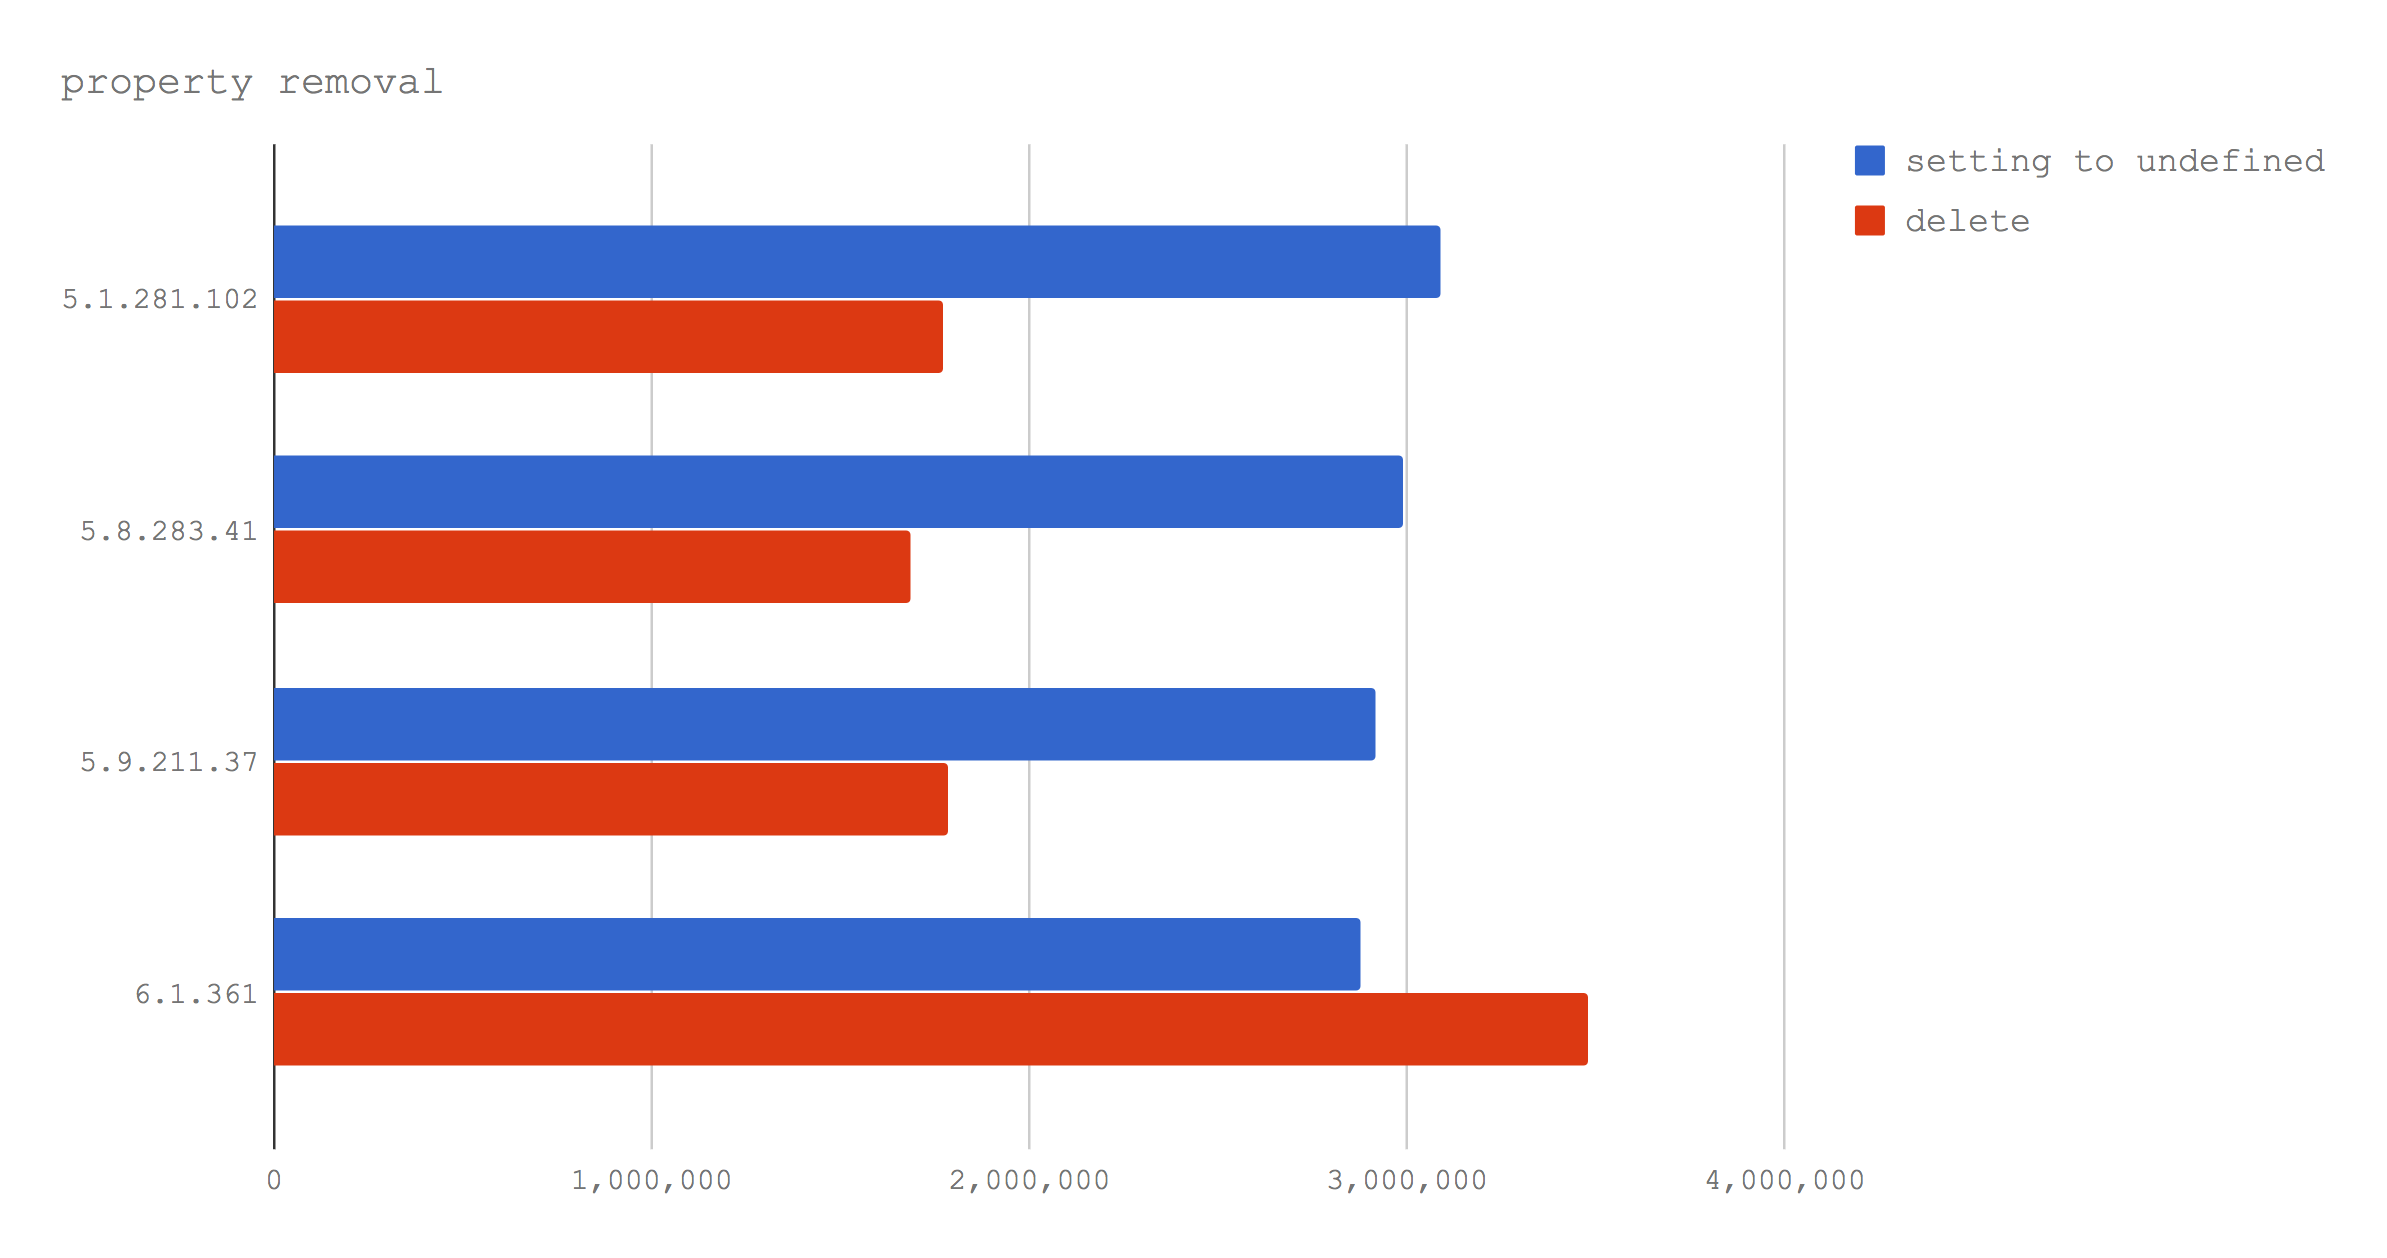 property removal
setting to undefined
delete
5.1.281.102
5.8.283.41
5.9.211.37
6.1.361
0 1,000,000 2,000,000 3,000,000 4,000,000